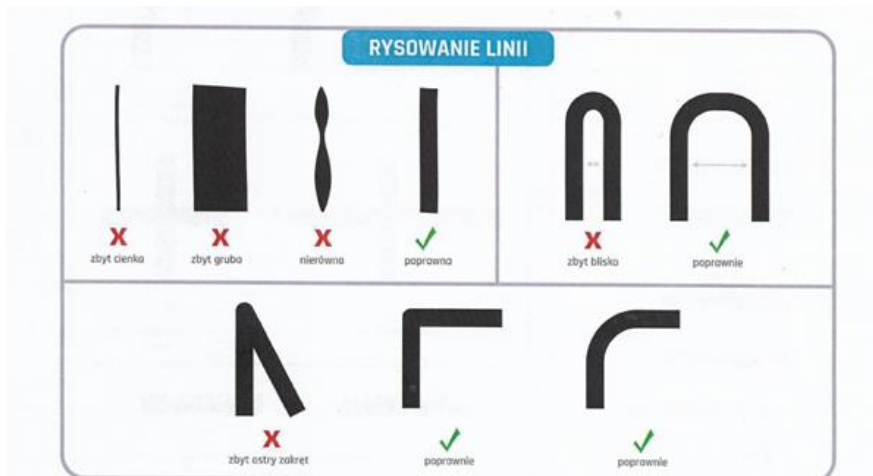 RYSOWANIE LINII
zbyt cienka
zbyt gruba
nierówna
poprawna
zbyt blisko
poprawnie
zbyt ostry zakręt
poprawnie
poprawnie